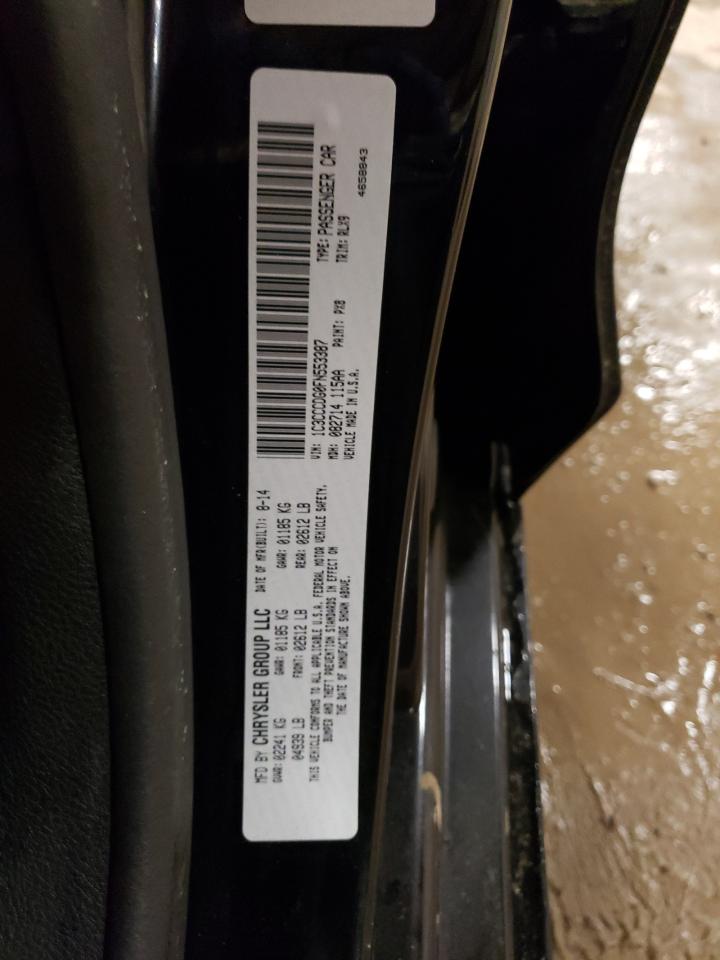 MFD BY CHRYSLER GROUP LLC DATE OF MFR(BUILT): 8-14
GVWR: 02241 KG GAWR: 01185 KG GAWR: 01185 KG
04939 LB FRONT: 02612 LB REAR: 02612 LB
THIS VEHICLE CONFORMS TO ALL APPLICABLE U.S.A. FEDERAL MOTOR VEHICLE SAFETY,
BUMPER AND THEFT PREVENTION STANDARDS IN EFFECT ON
THE DATE OF MANUFACTURE SHOWN ABOVE.
VIN: 1C3CCCDG0FN553387 TYPE: PASSENGER CAR
MDH: 082714 115AA PAINT: PX8 TRIM: RLX9
VEHICLE MADE IN U.S.A.
4658843